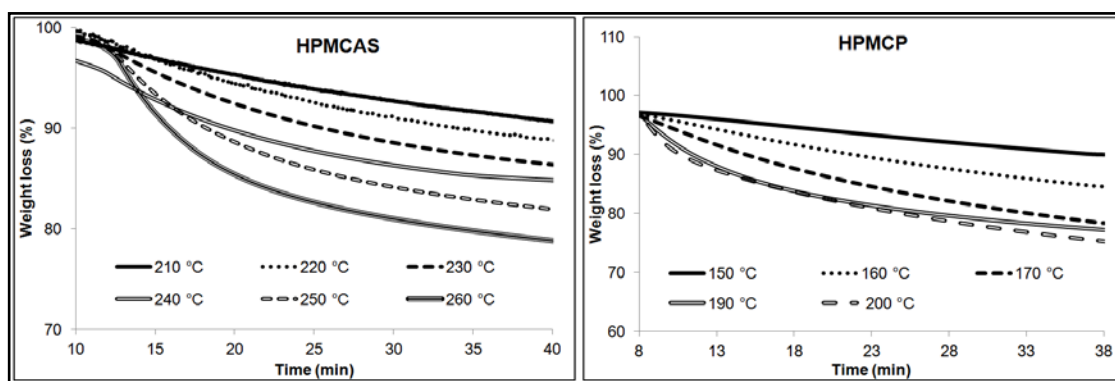 HPMCAS
100
90
80
70
Weight loss (%)
210 °C
220 °C
230 °C
240 °C
250 °C
260 °C
10
15
20
25
30
35
40
Time (min)
HPMCP
110
100
90
80
70
60
Weight loss (%)
150 °C
160 °C
170 °C
190 °C
200 °C
8
13
18
23
28
33
38
Time (min)